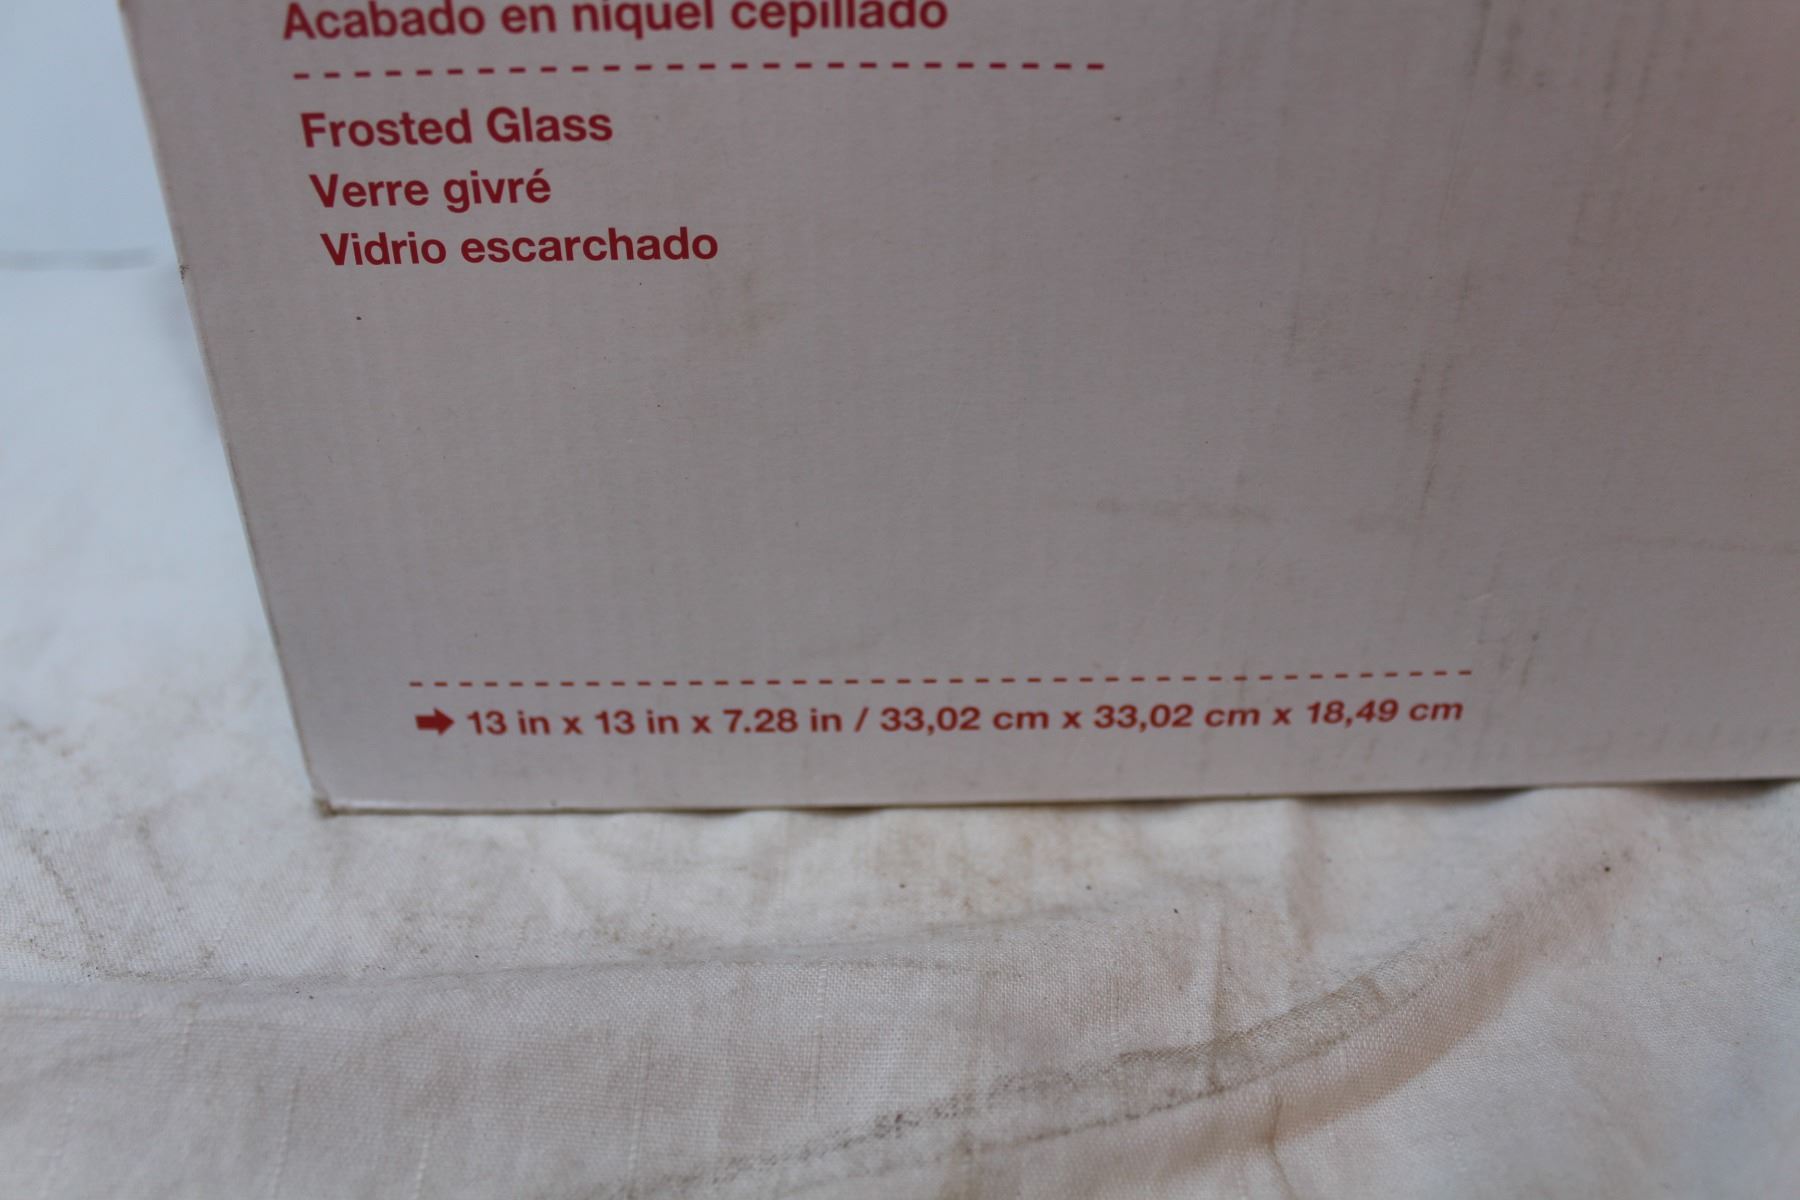 Acabado en níquel cepillado
Frosted Glass
Verre givré
Vidrio escarchado
13 in x 13 in x 7.28 in / 33,02 cm x 33,02 cm x 18,49 cm